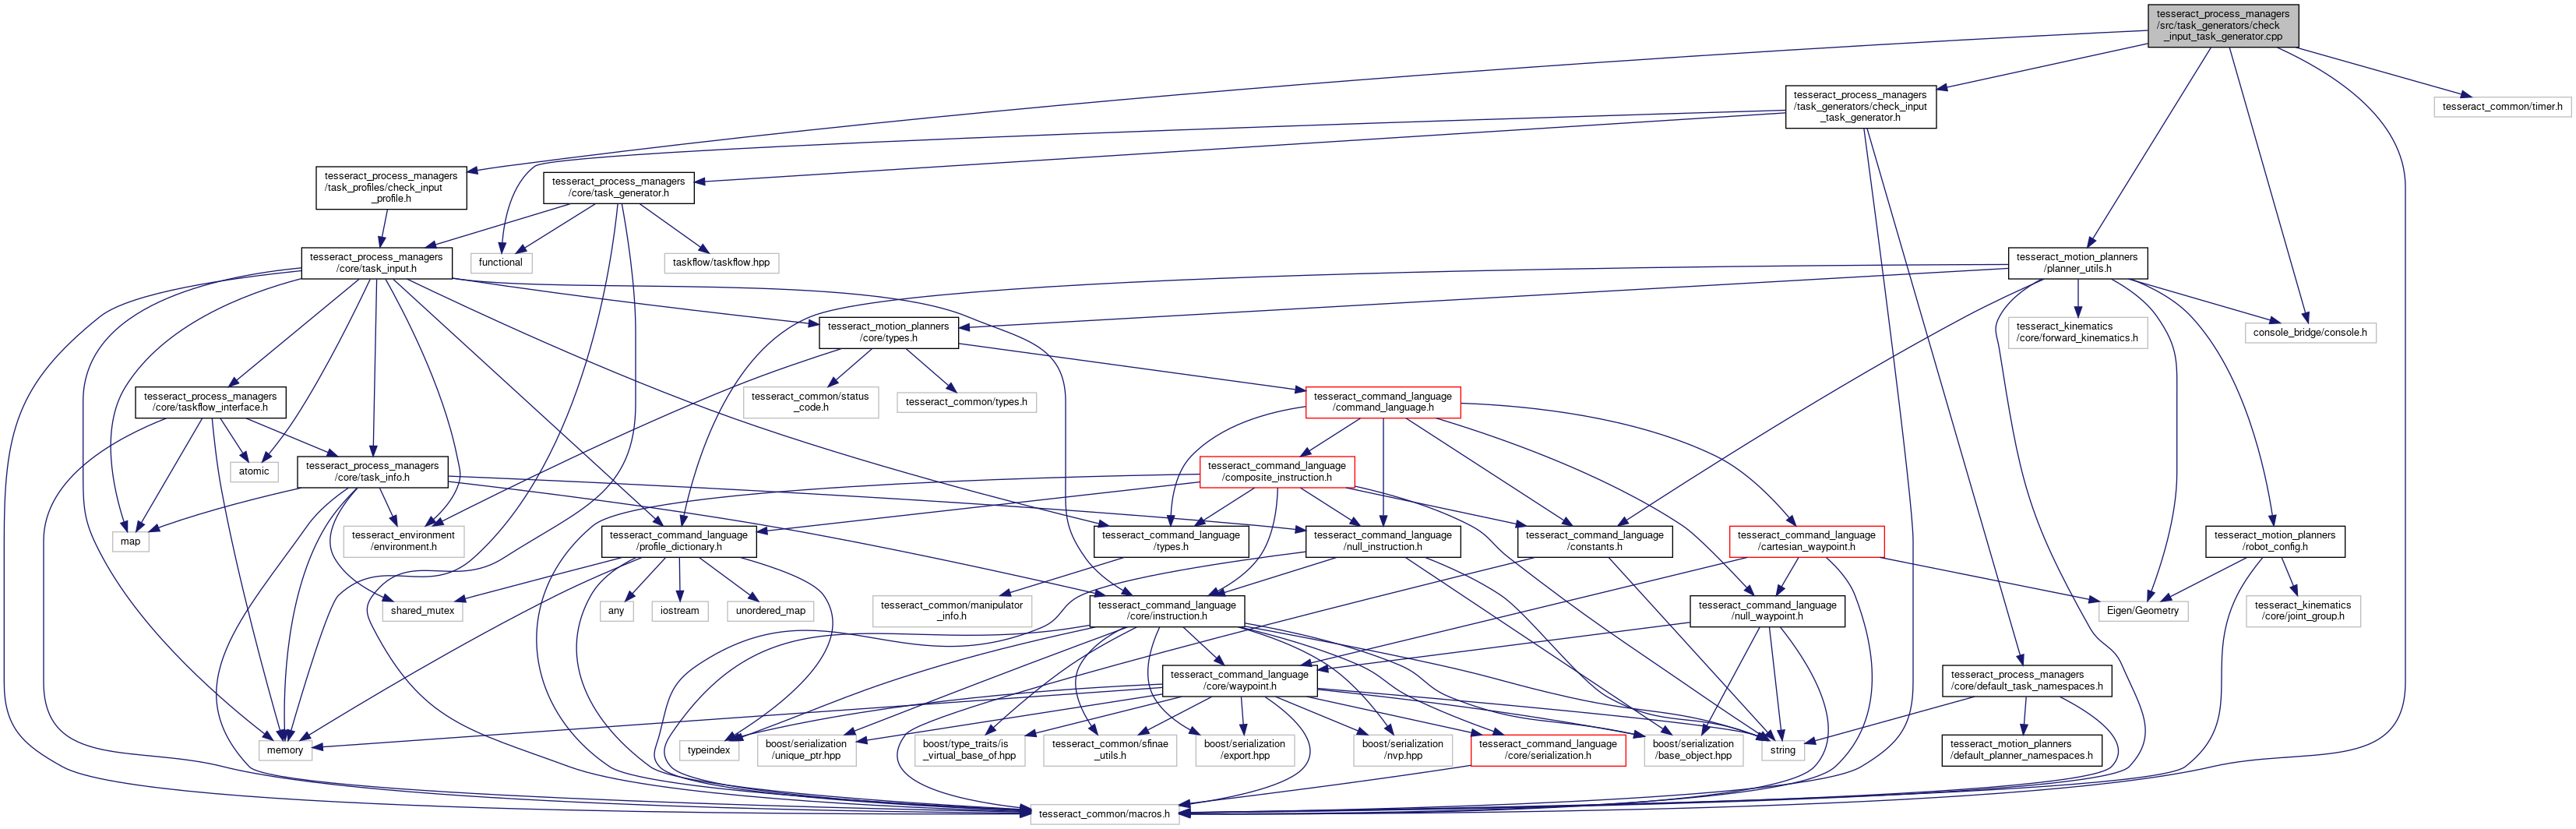 tesseract_process_managers
/src/task_generators/check
_input_task_generator.cpp
tesseract_process_managers
/task_generators/check_input
_task_generator.h
tesseract_common/timer.h
tesseract_process_managers
/task_profiles/check_input
_profile.h
tesseract_process_managers
/core/task_generator.h
tesseract_process_managers
/core/task_input.h
functional
taskflow/taskflow.hpp
tesseract_motion_planners
/planner_utils.h
tesseract_motion_planners
/core/types.h
tesseract_kinematics
/core/forward_kinematics.h
console_bridge/console.h
tesseract_process_managers
/core/taskflow_interface.h
tesseract_common/status
_code.h
tesseract_common/types.h
tesseract_command_language
/command_language.h
atomic
tesseract_process_managers
/core/task_info.h
tesseract_command_language
/composite_instruction.h
map
tesseract_environment
/environment.h
tesseract_command_language
/profile_dictionary.h
tesseract_command_language
/types.h
tesseract_command_language
/null_instruction.h
tesseract_command_language
/constants.h
tesseract_command_language
/cartesian_waypoint.h
tesseract_motion_planners
/robot_config.h
shared_mutex
any
iostream
unordered_map
tesseract_common/manipulator
_info.h
tesseract_command_language
/core/instruction.h
tesseract_command_language
/null_waypoint.h
Eigen/Geometry
tesseract_kinematics
/core/joint_group.h
tesseract_command_language
/core/waypoint.h
tesseract_process_managers
/core/default_task_namespaces.h
memory
typeindex
boost/serialization
/unique_ptr.hpp
boost/type_traits/is
_virtual_base_of.hpp
tesseract_common/sfinae
_utils.h
boost/serialization
/export.hpp
boost/serialization
/nvp.hpp
tesseract_command_language
/core/serialization.h
boost/serialization
/base_object.hpp
string
tesseract_motion_planners
/default_planner_namespaces.h
tesseract_common/macros.h